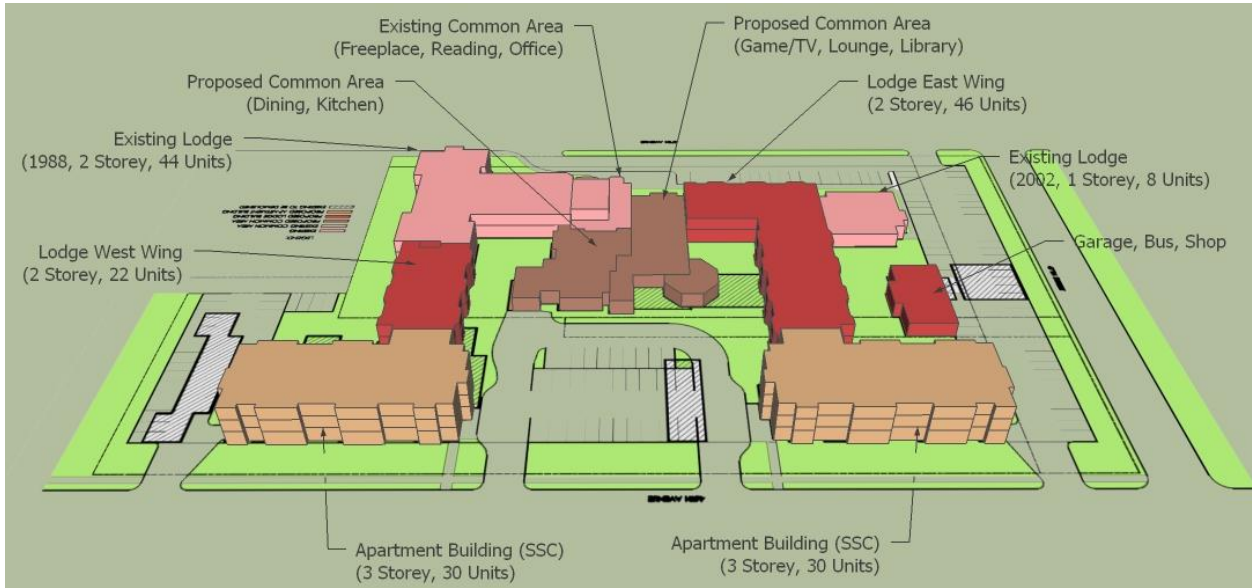 Existing Common Area
(Freeplace, Reading, Office)
Proposed Common Area
(Game/TV, Lounge, Library)
Proposed Common Area
(Dining, Kitchen)
Lodge East Wing
(2 Storey, 46 Units)
Existing Lodge
(1988, 2 Storey, 44 Units)
Existing Lodge
(2002, 1 Storey, 8 Units)
Lodge West Wing
(2 Storey, 22 Units)
Garage, Bus, Shop
Apartment Building (SSC)
(3 Storey, 30 Units)
Apartment Building (SSC)
(3 Storey, 30 Units)